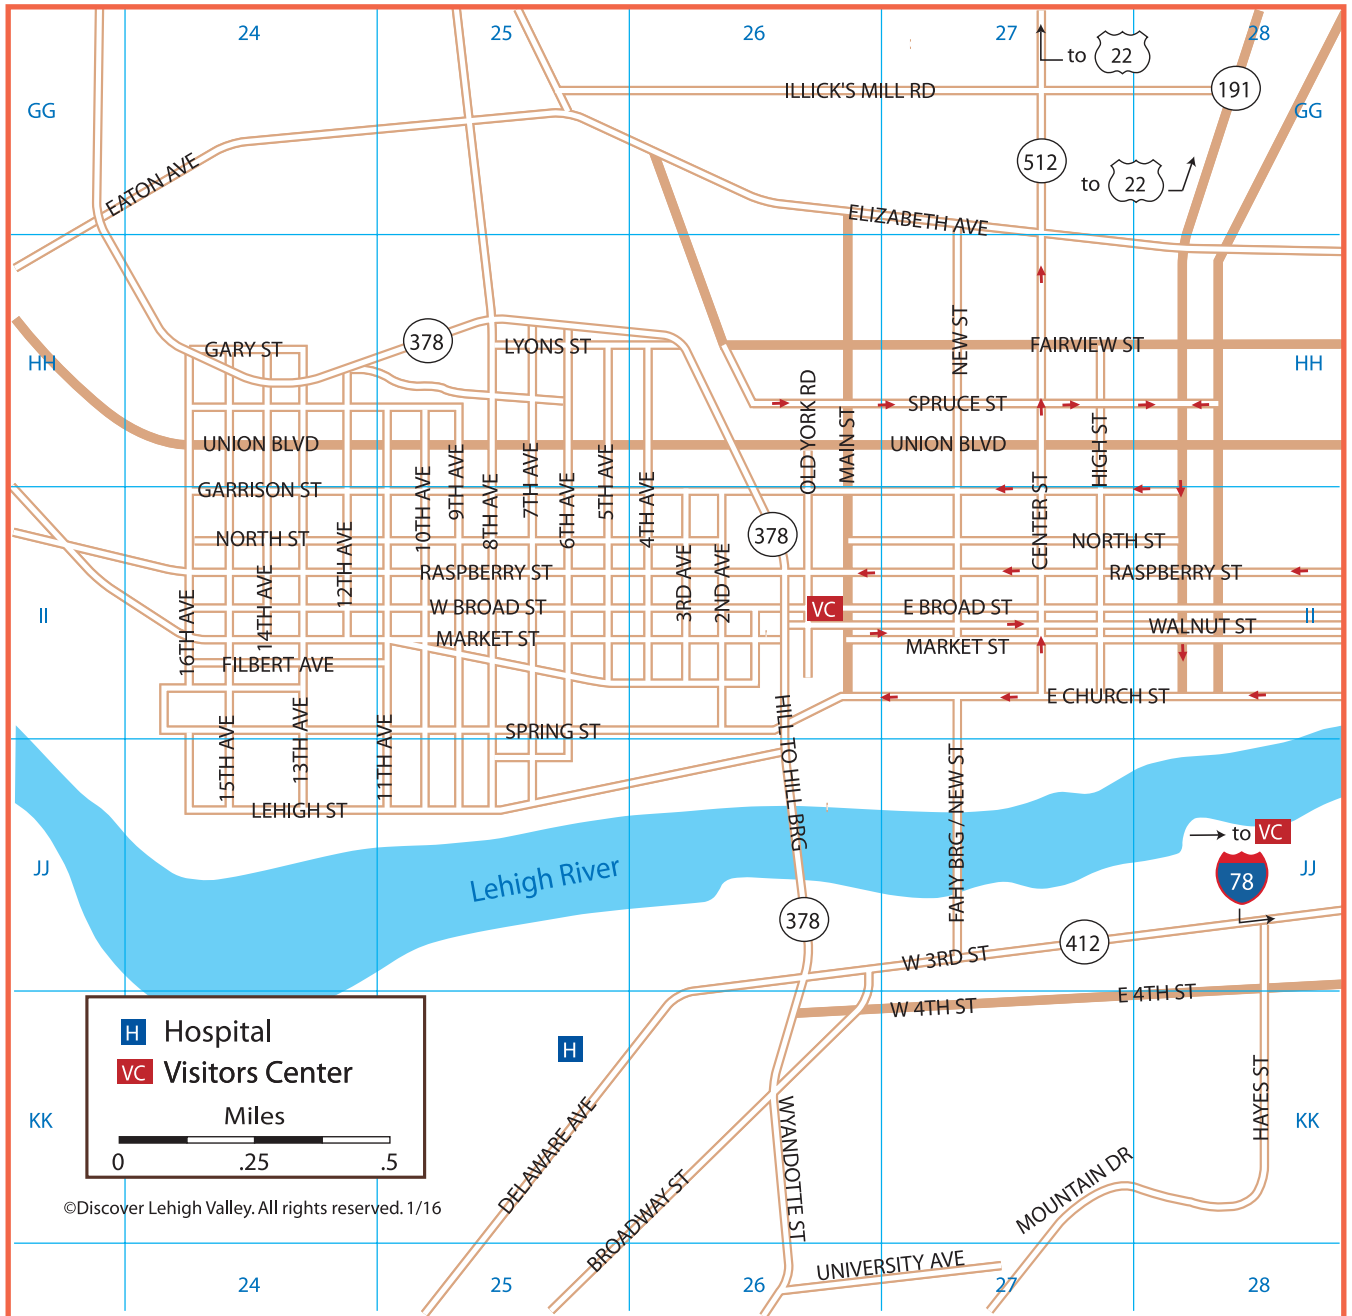 24
25
26
27
28
to
22
ILLICK'S MILL RD
191
GG
GG
512
to
22
EATON AVE
ELIZABETH AVE
378
GARY ST
LYONS ST
NEW ST
FAIRVIEW ST
HH
HH
OLD YORK RD
MAIN ST
SPRUCE ST
HIGH ST
UNION BLVD
UNION BLVD
10TH AVE
9TH AVE
8TH AVE
7TH AVE
6TH AVE
5TH AVE
4TH AVE
GARRISON ST
CENTER ST
NORTH ST
12TH AVE
378
NORTH ST
14TH AVE
RASPBERRY ST
3RD AVE
2ND AVE
RASPBERRY ST
16TH AVE
W BROAD ST
VC
E BROAD ST
II
II
MARKET ST
WALNUT ST
MARKET ST
FILBERT AVE
E CHURCH ST
15TH AVE
13TH AVE
11TH AVE
SPRING ST
HILL TO HILL BRG
FAHY BRG / NEW ST
LEHIGH ST
to VC
JJ
JJ
Lehigh River
78
378
412
W 3RD ST
W 4TH ST
E 4TH ST
H Hospital
H
VC Visitors Center
Miles
0 .25 .5
KK
KK
DELAWARE AVE
WYANDOTTE ST
HAYES ST
BROADWAY ST
MOUNTAIN DR
©Discover Lehigh Valley. All rights reserved. 1/16
UNIVERSITY AVE
24
25
26
27
28